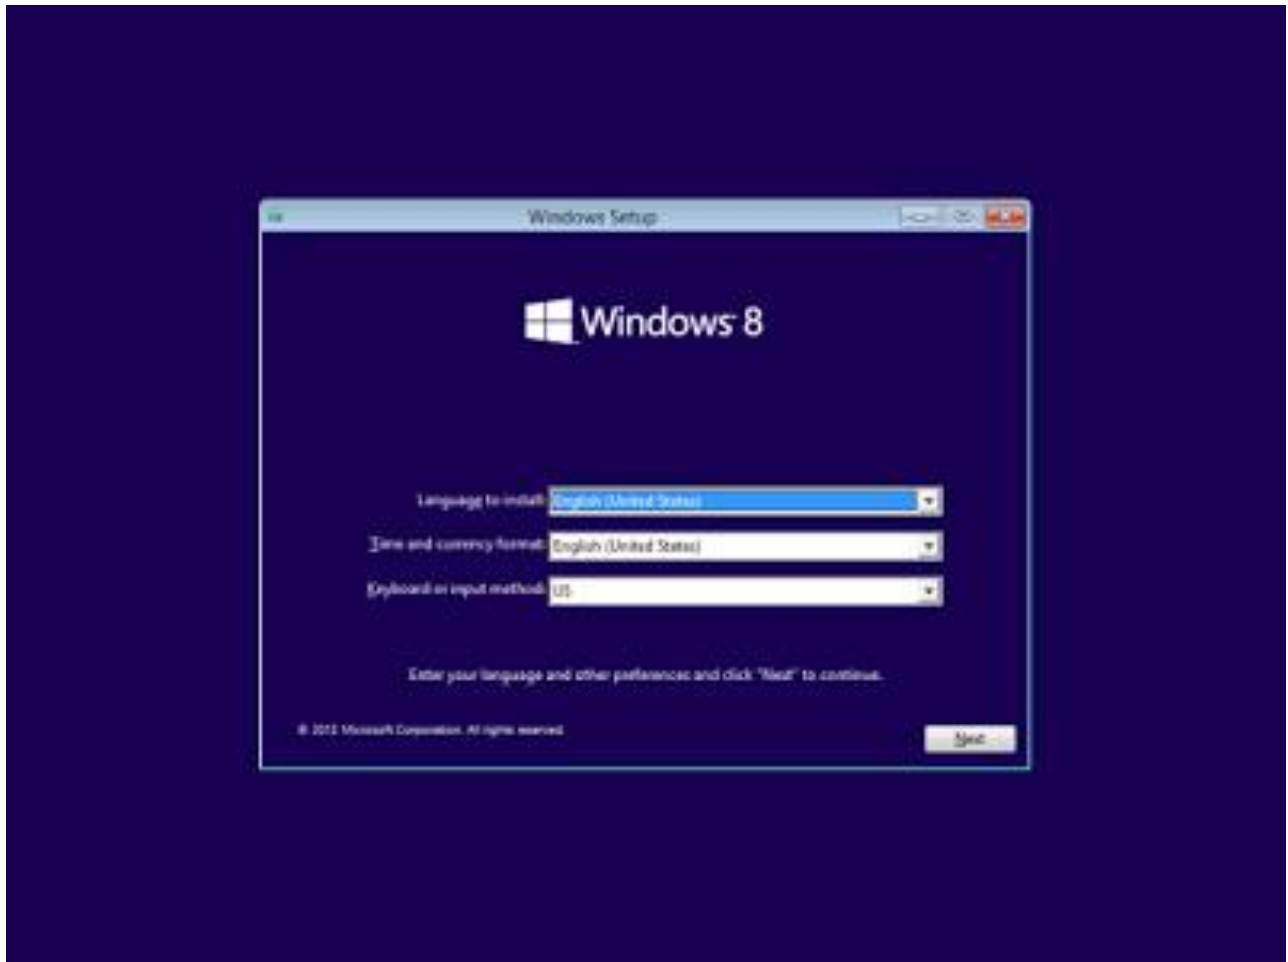 Windows Setup
Windows 8
Language to install: English (United States)
Time and currency format: English (United States)
Keyboard or input method: US
Enter your language and other preferences and click "Next" to continue.
© 2012 Microsoft Corporation. All rights reserved.
Next